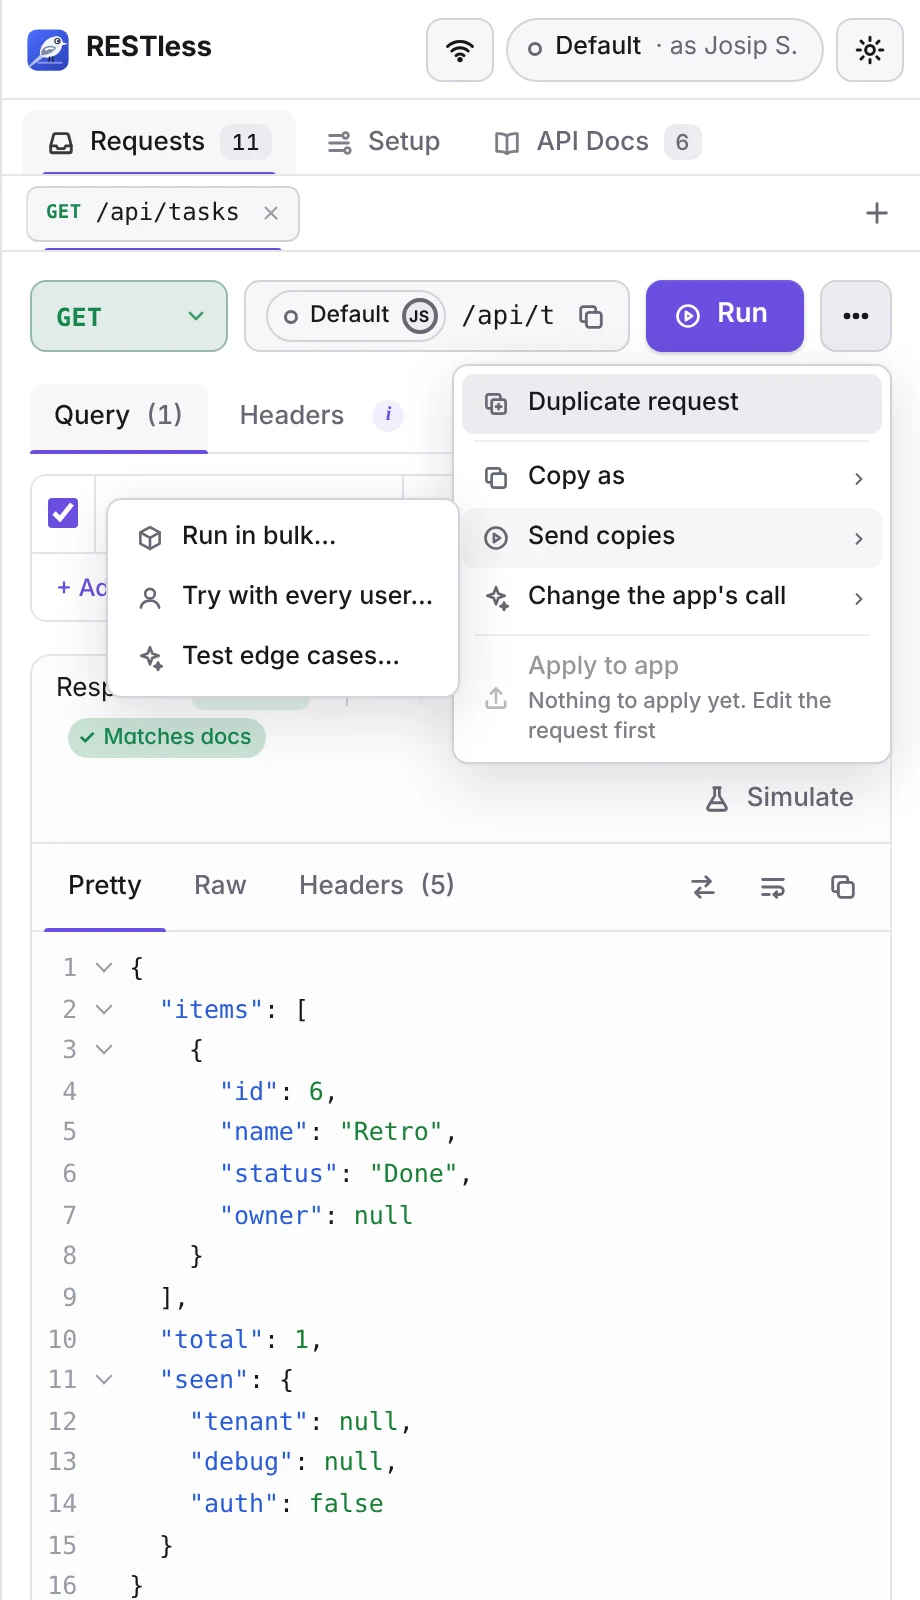 RESTless
Default · as Josip S.
Requests 11
Setup
API Docs 6
GET /api/tasks
GET
Default JS /api/t
Run
Query (1)
Headers i
Duplicate request
Copy as
Send copies
Change the app's call
Apply to app
Nothing to apply yet. Edit the
request first
Run in bulk...
Try with every user...
Test edge cases...
Matches docs
Simulate
Pretty
Raw
Headers (5)
1 {
2 "items": [
3 {
4 "id": 6,
5 "name": "Retro",
6 "status": "Done",
7 "owner": null
8 }
9 ],
10 "total": 1,
11 "seen": {
12 "tenant": null,
13 "debug": null,
14 "auth": false
15 }
16 }